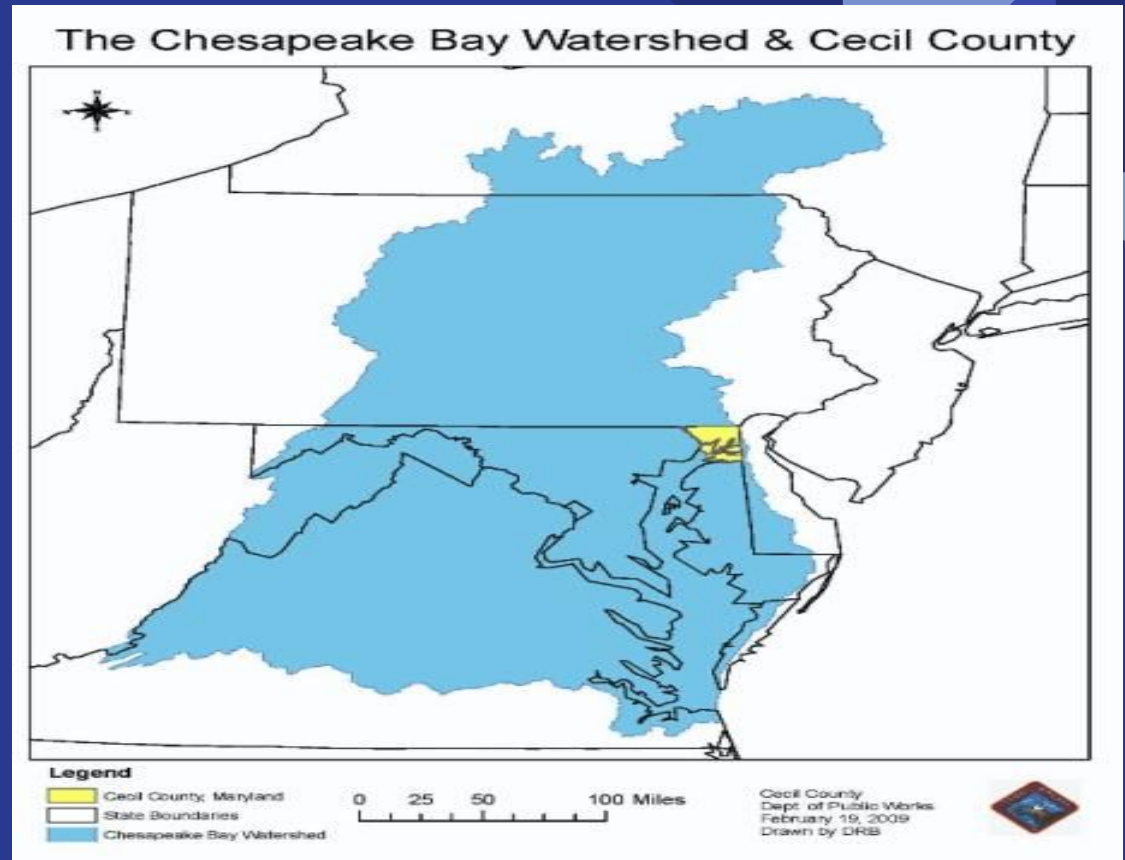 The Chesapeake Bay Watershed & Cecil County
Legend
Cecil County, Maryland
State Boundaries
Chesapeake Bay Watershed
0 25 50 100 Miles
Cecil County
Dept. of Public Works
February 19, 2009
Drawn by DRB